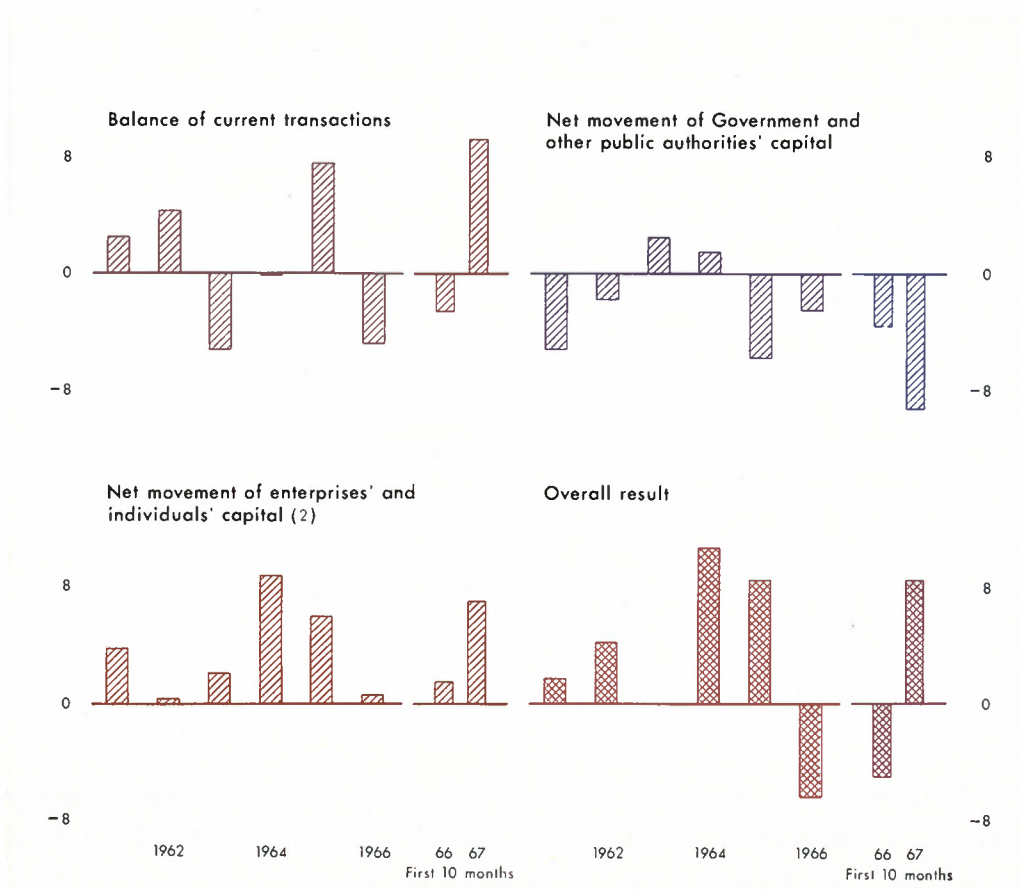 Balance of current transactions
Net movement of Government and
other public authorities' capital
8
8
0
0
−8
−8
Net movement of enterprises' and
individuals' capital (2)
Overall result
8
8
0
0
−8
−8
1962 1964 1966 66 67
First 10 months
1962 1964 1966 66 67
First 10 months